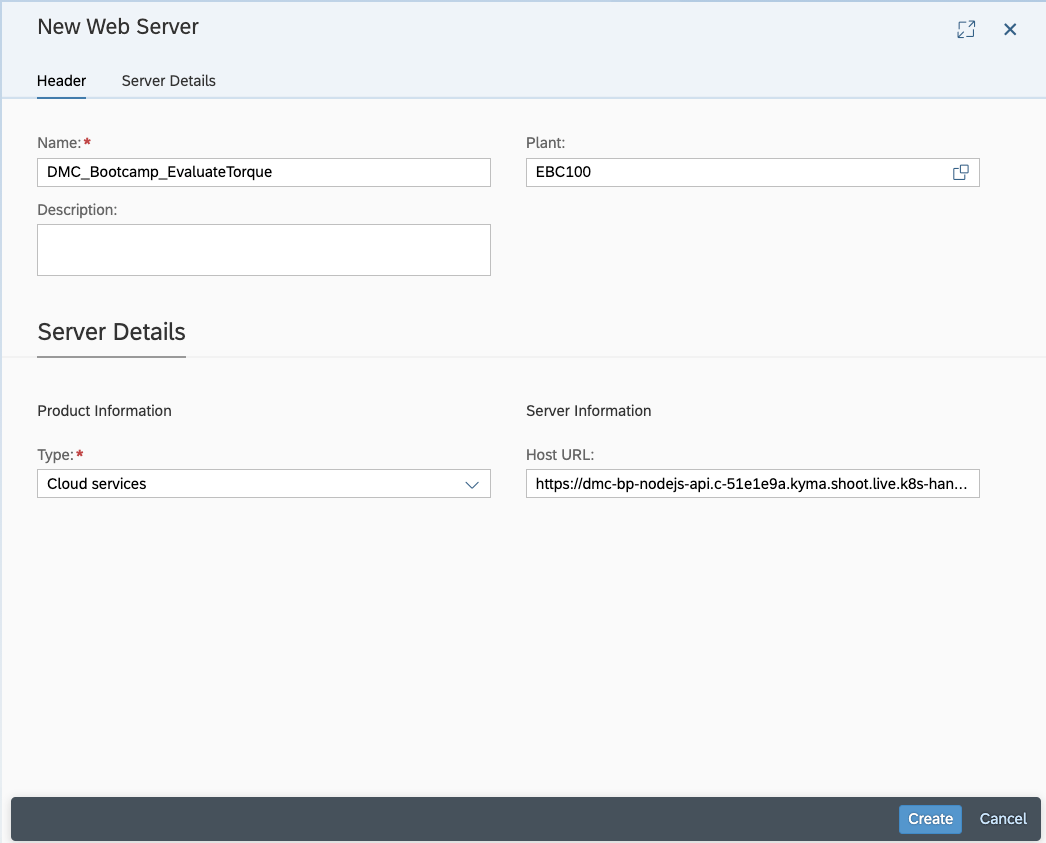 New Web Server
Header Server Details
Name:* Plant:
DMC_Bootcamp_EvaluateTorque EBC100
Description:
Server Details
Product Information Server Information
Type:* Host URL:
Cloud services https://dmc-bp-nodejs-api.c-51e1e9a.kyma.shoot.live.k8s-han...
Create Cancel